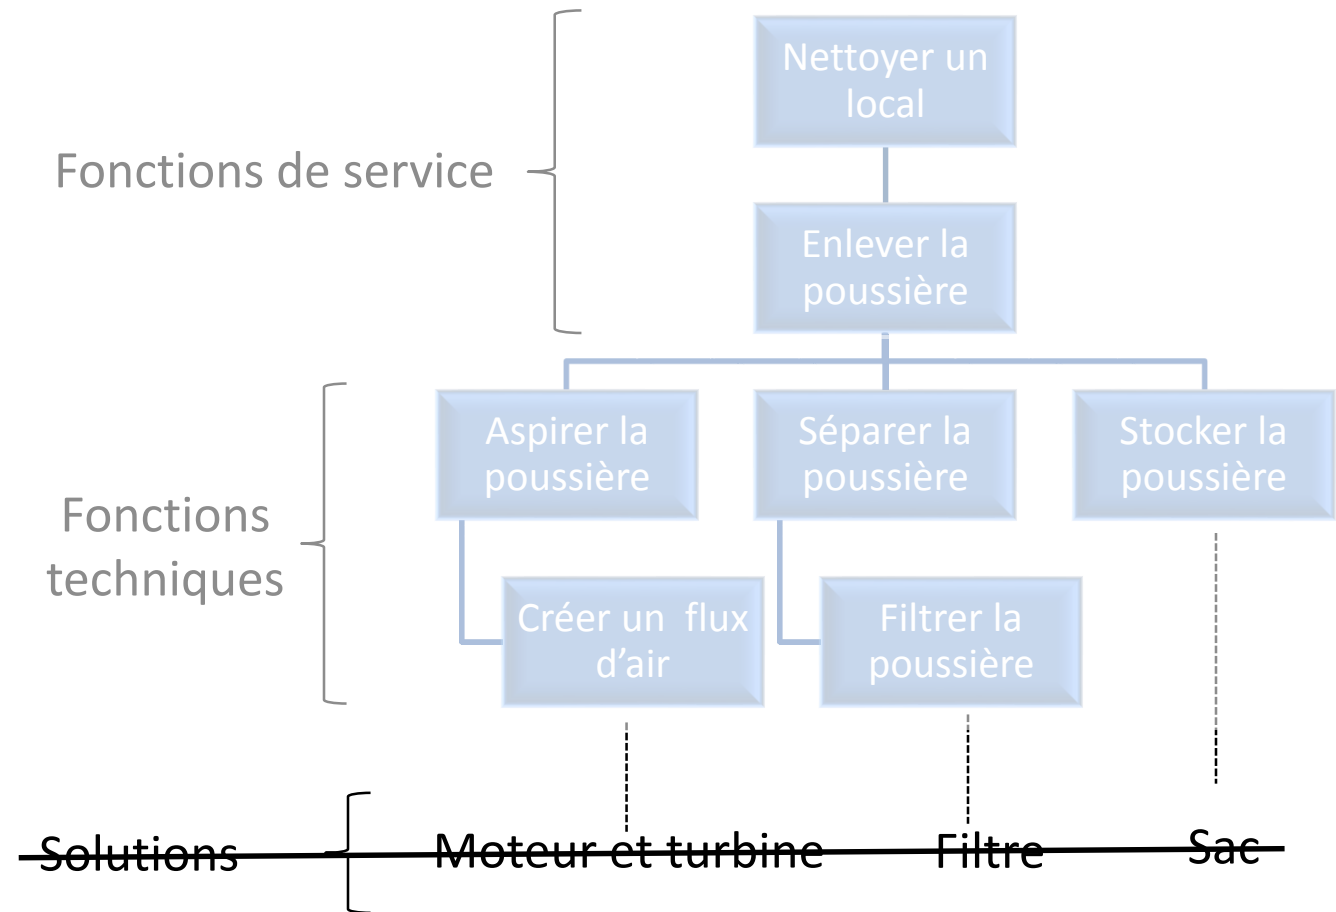 Nettoyer un
local
Fonctions de service
Enlever la
poussière
Aspirer la
poussière
Séparer la
poussière
Stocker la
poussière
Fonctions
techniques
Créer un flux
d'air
Filtrer la
poussière
Solutions
Moteur et turbine
Filtre
Sac